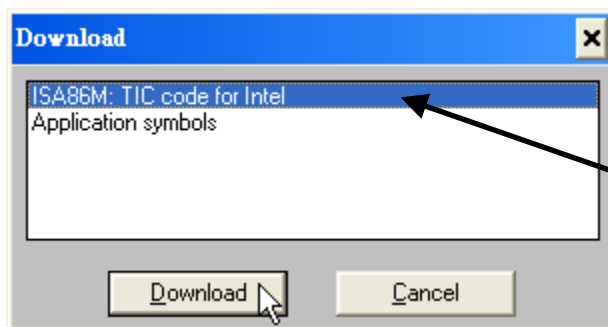 Download
ISA86M: TIC code for Intel
Application symbols
Download
Cancel